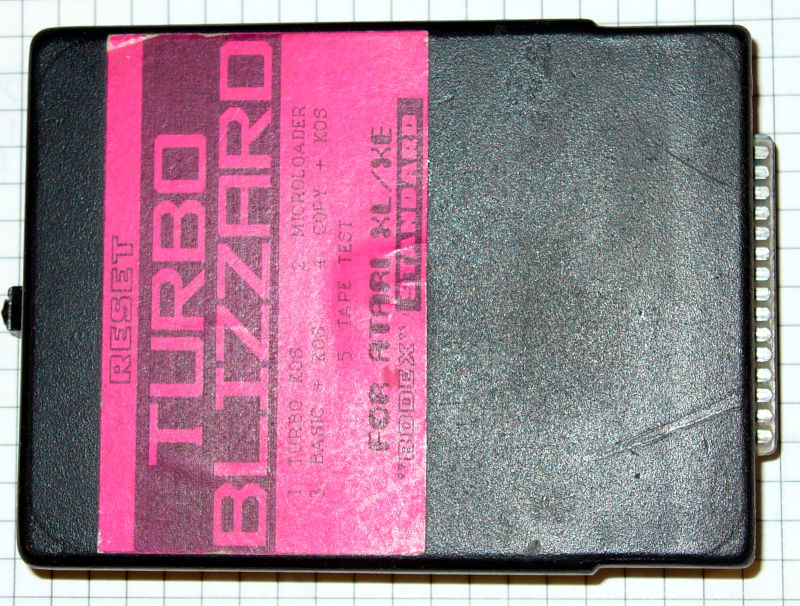 RESET
TURBO
BLIZZARD
1 TURBO KOS 2 MICROLOADER
3 BASIC + KOS 4 COPY + KOS
5 TAPE TEST
FOR ATARI XL/XE
"BODEX" STANDARD